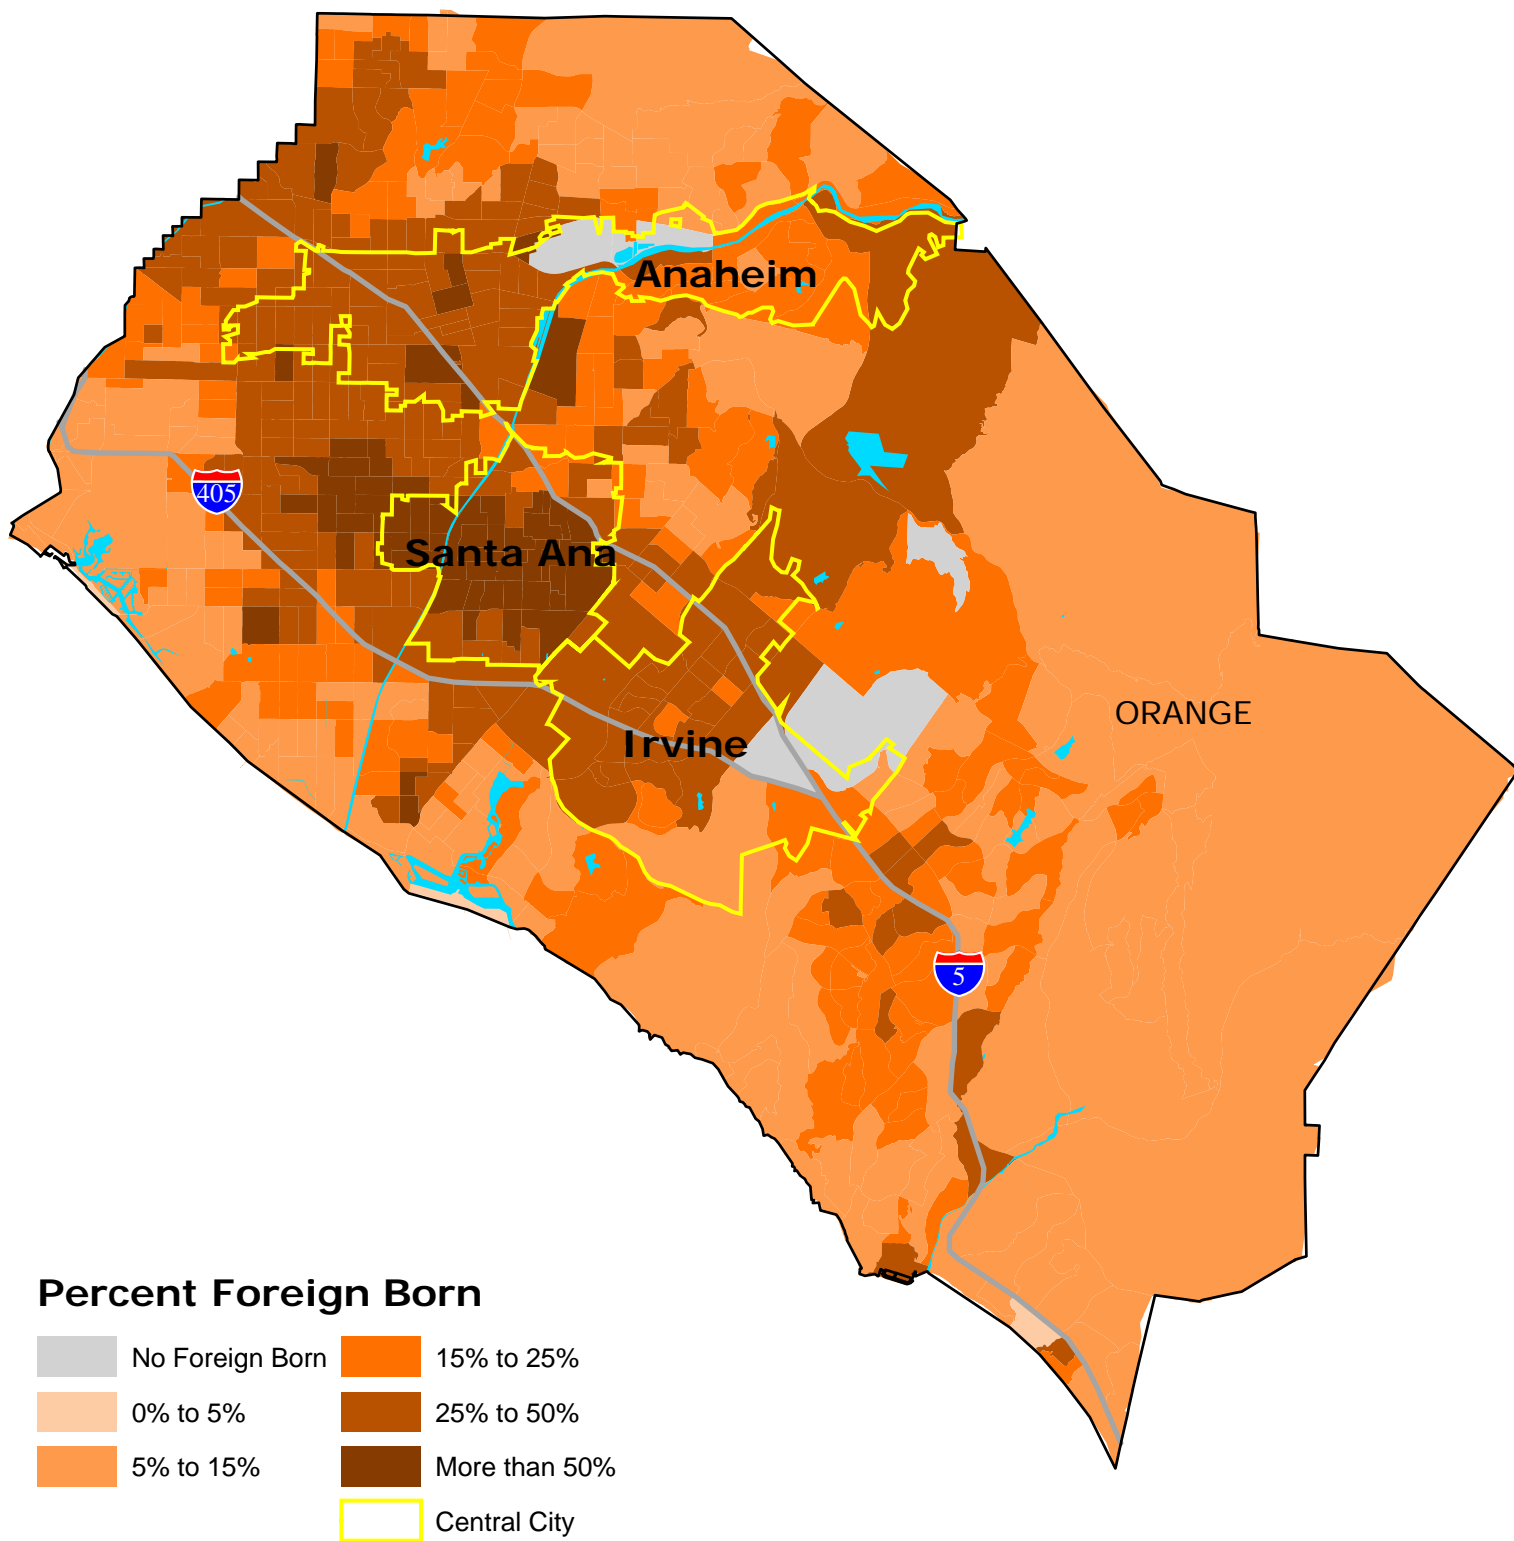 Anaheim
405
Santa Ana
ORANGE
Irvine
5
Percent Foreign Born
No Foreign Born
15% to 25%
0% to 5%
25% to 50%
5% to 15%
More than 50%
Central City